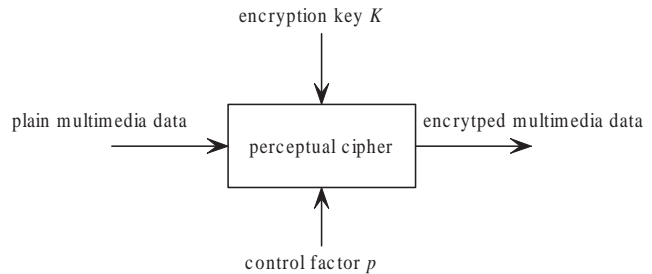 encryption key K
plain multimedia data
encrytped multimedia data
perceptual cipher
control factor p